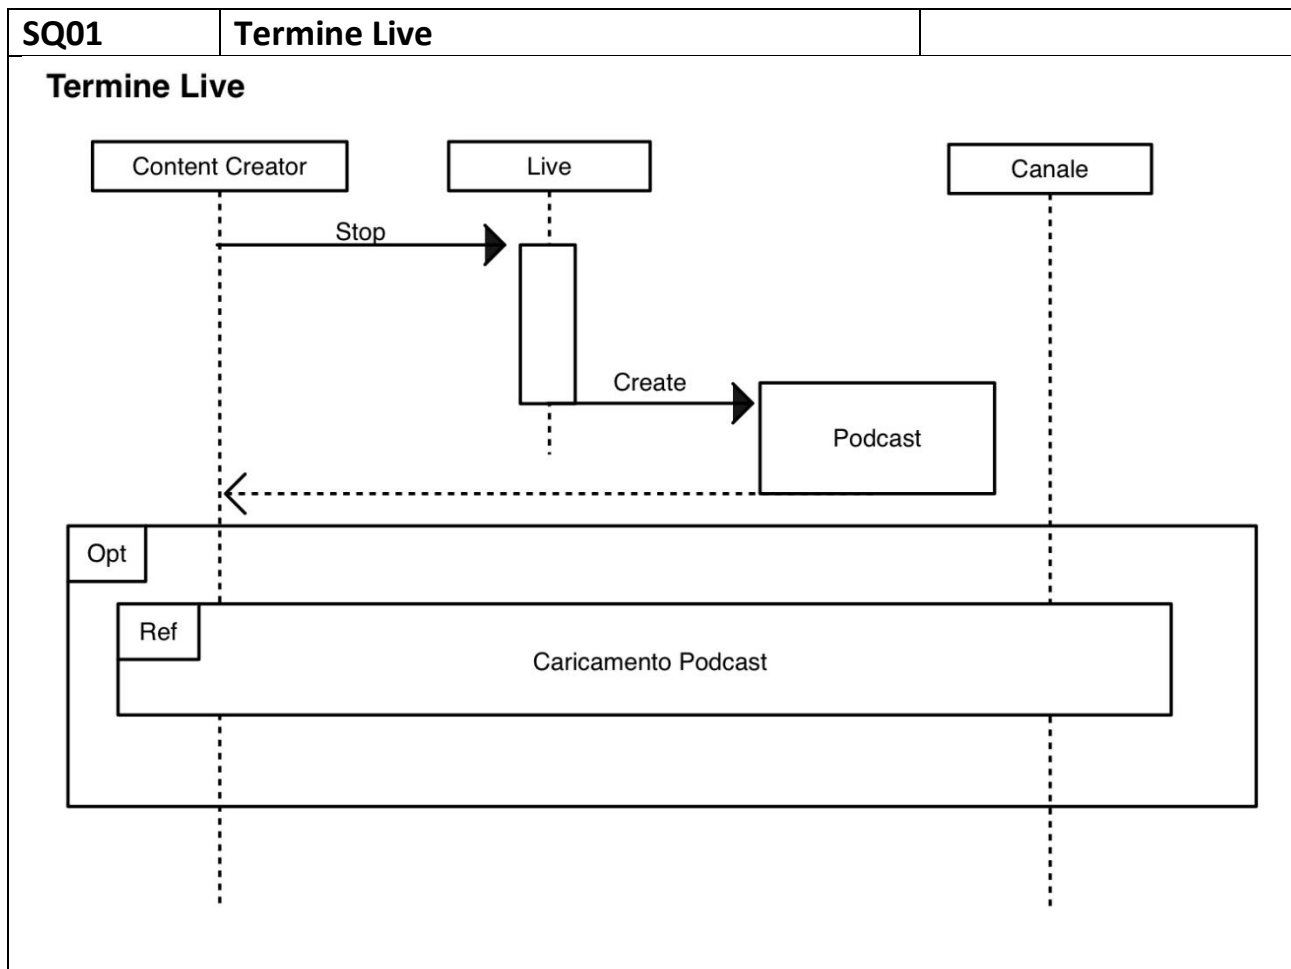 SQ01 Termine Live
Termine Live
Content Creator Live Canale
Stop
Create
Podcast
Opt
Ref
Caricamento Podcast